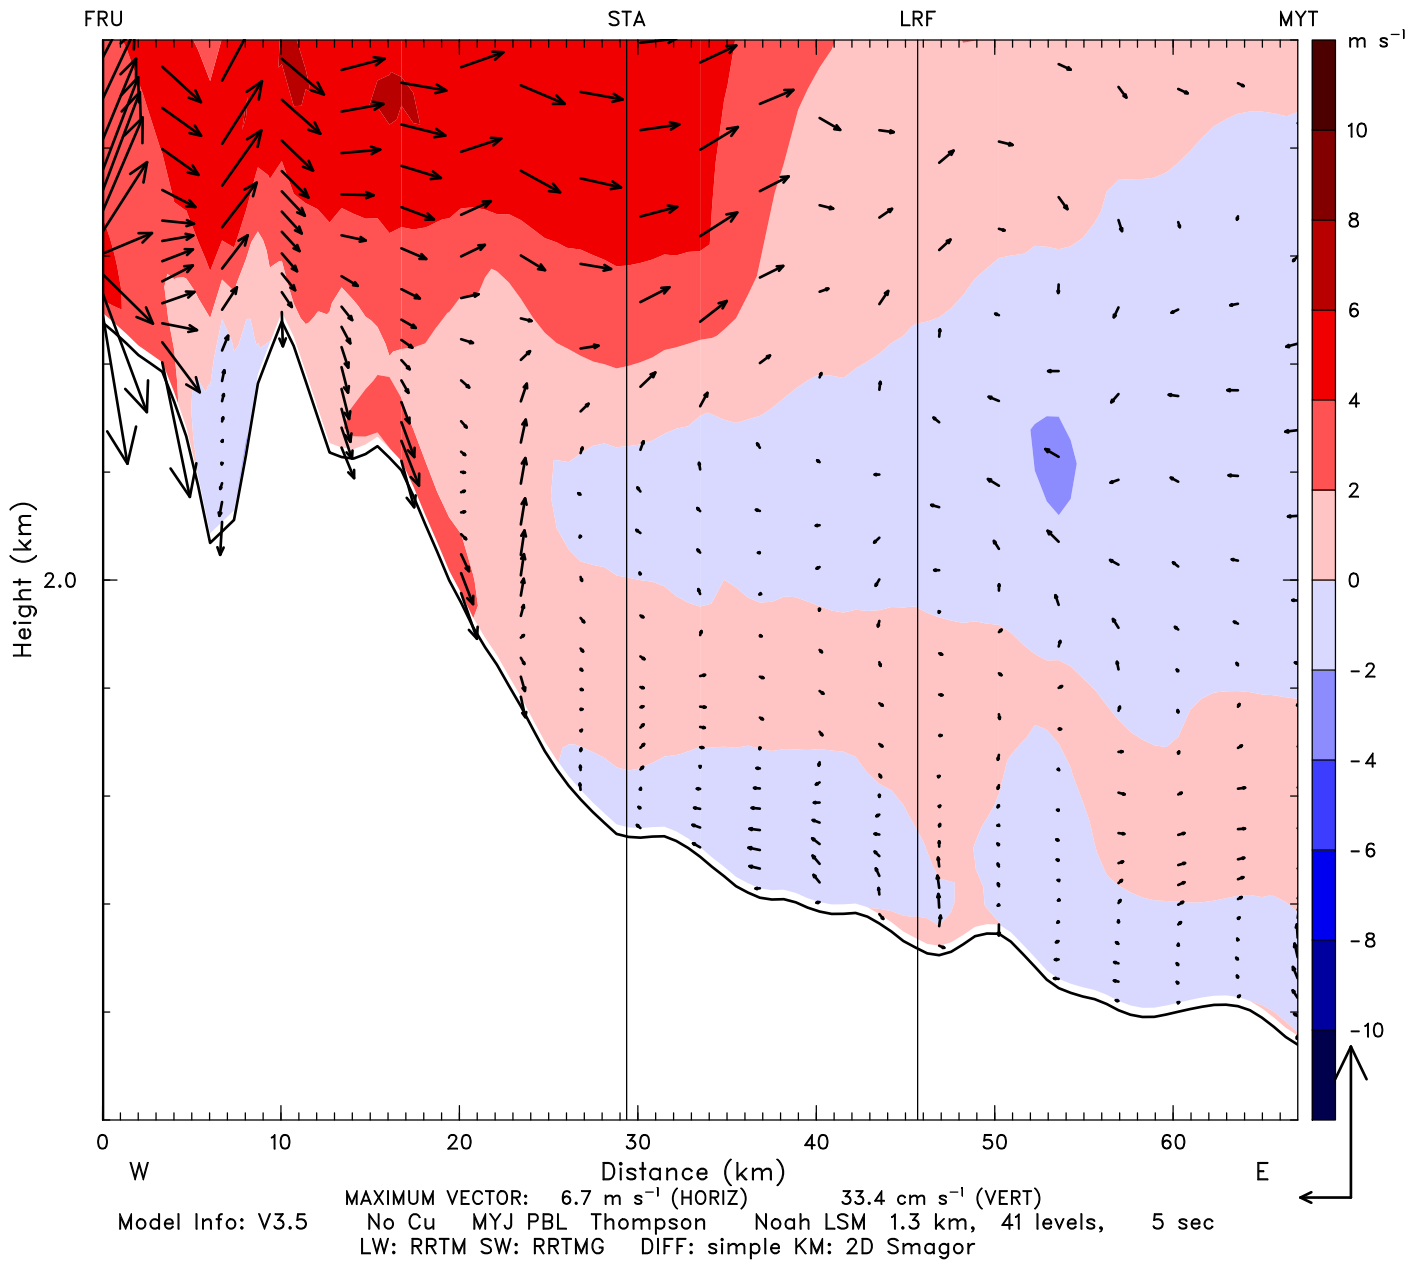 FRU STA LRF MYT
m s⁻¹
10
8
6
4
2
0
-2
-4
-6
-8
-10
Height (km)
2.0
0 10 20 30 40 50 60
W Distance (km) E
MAXIMUM VECTOR: 6.7 m s⁻¹ (HORIZ) 33.4 cm s⁻¹ (VERT)
Model Info: V3.5 No Cu MYJ PBL Thompson Noah LSM 1.3 km, 41 levels, 5 sec
LW: RRTM SW: RRTMG DIFF: simple KM: 2D Smagor